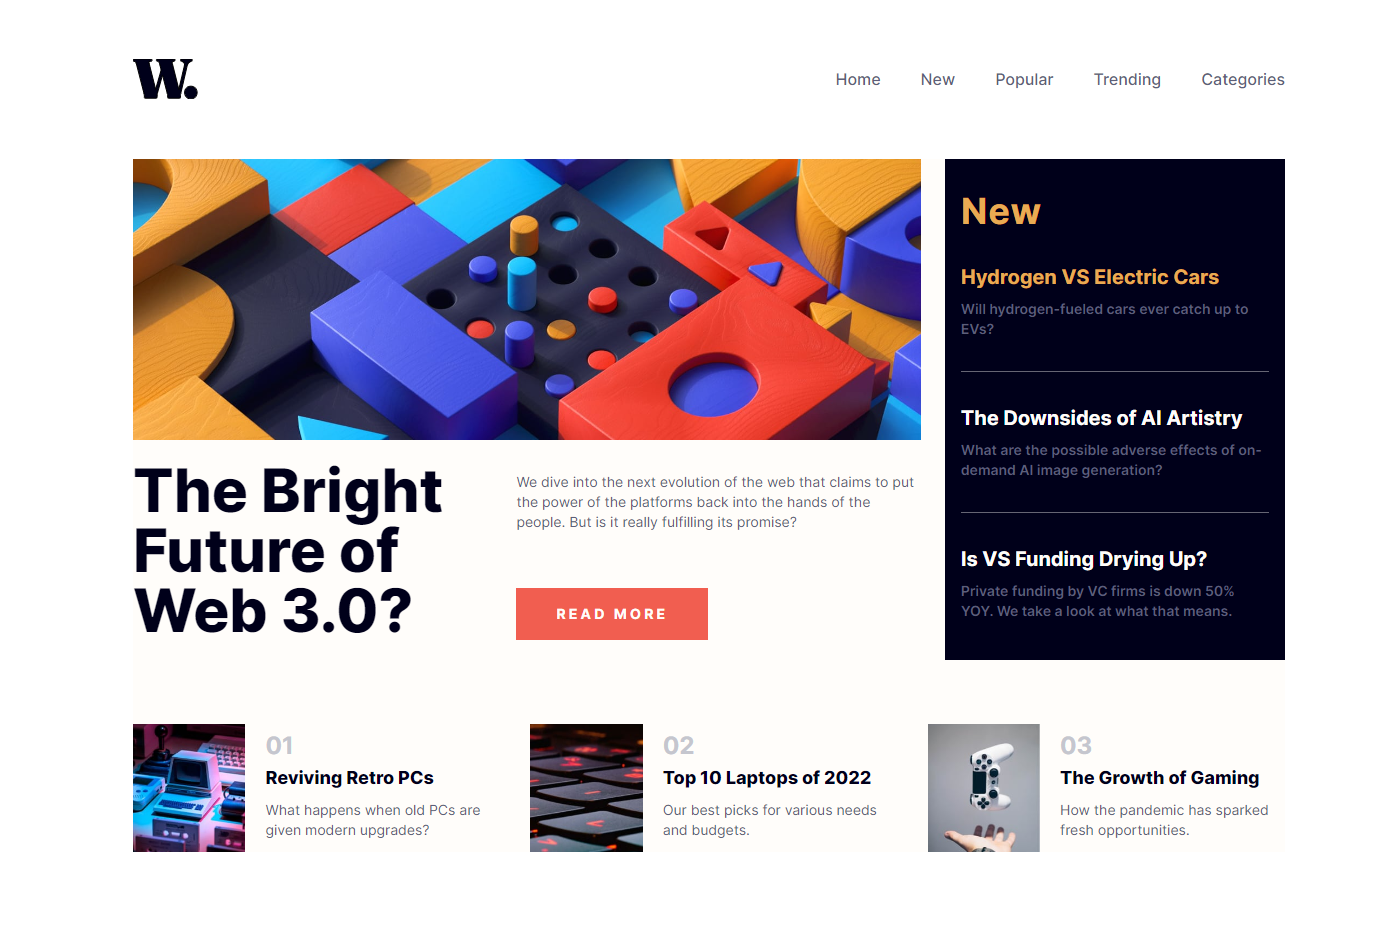 W.
Home New Popular Trending Categories
The Bright
Future of
Web 3.0?
We dive into the next evolution of the web that claims to put
the power of the platforms back into the hands of the
people. But is it really fulfilling its promise?
READ MORE
New
Hydrogen VS Electric Cars
Will hydrogen-fueled cars ever catch up to
EVs?
The Downsides of AI Artistry
What are the possible adverse effects of on-
demand AI image generation?
Is VS Funding Drying Up?
Private funding by VC firms is down 50%
YOY. We take a look at what that means.
01
Reviving Retro PCs
What happens when old PCs are
given modern upgrades?
02
Top 10 Laptops of 2022
Our best picks for various needs
and budgets.
03
The Growth of Gaming
How the pandemic has sparked
fresh opportunities.